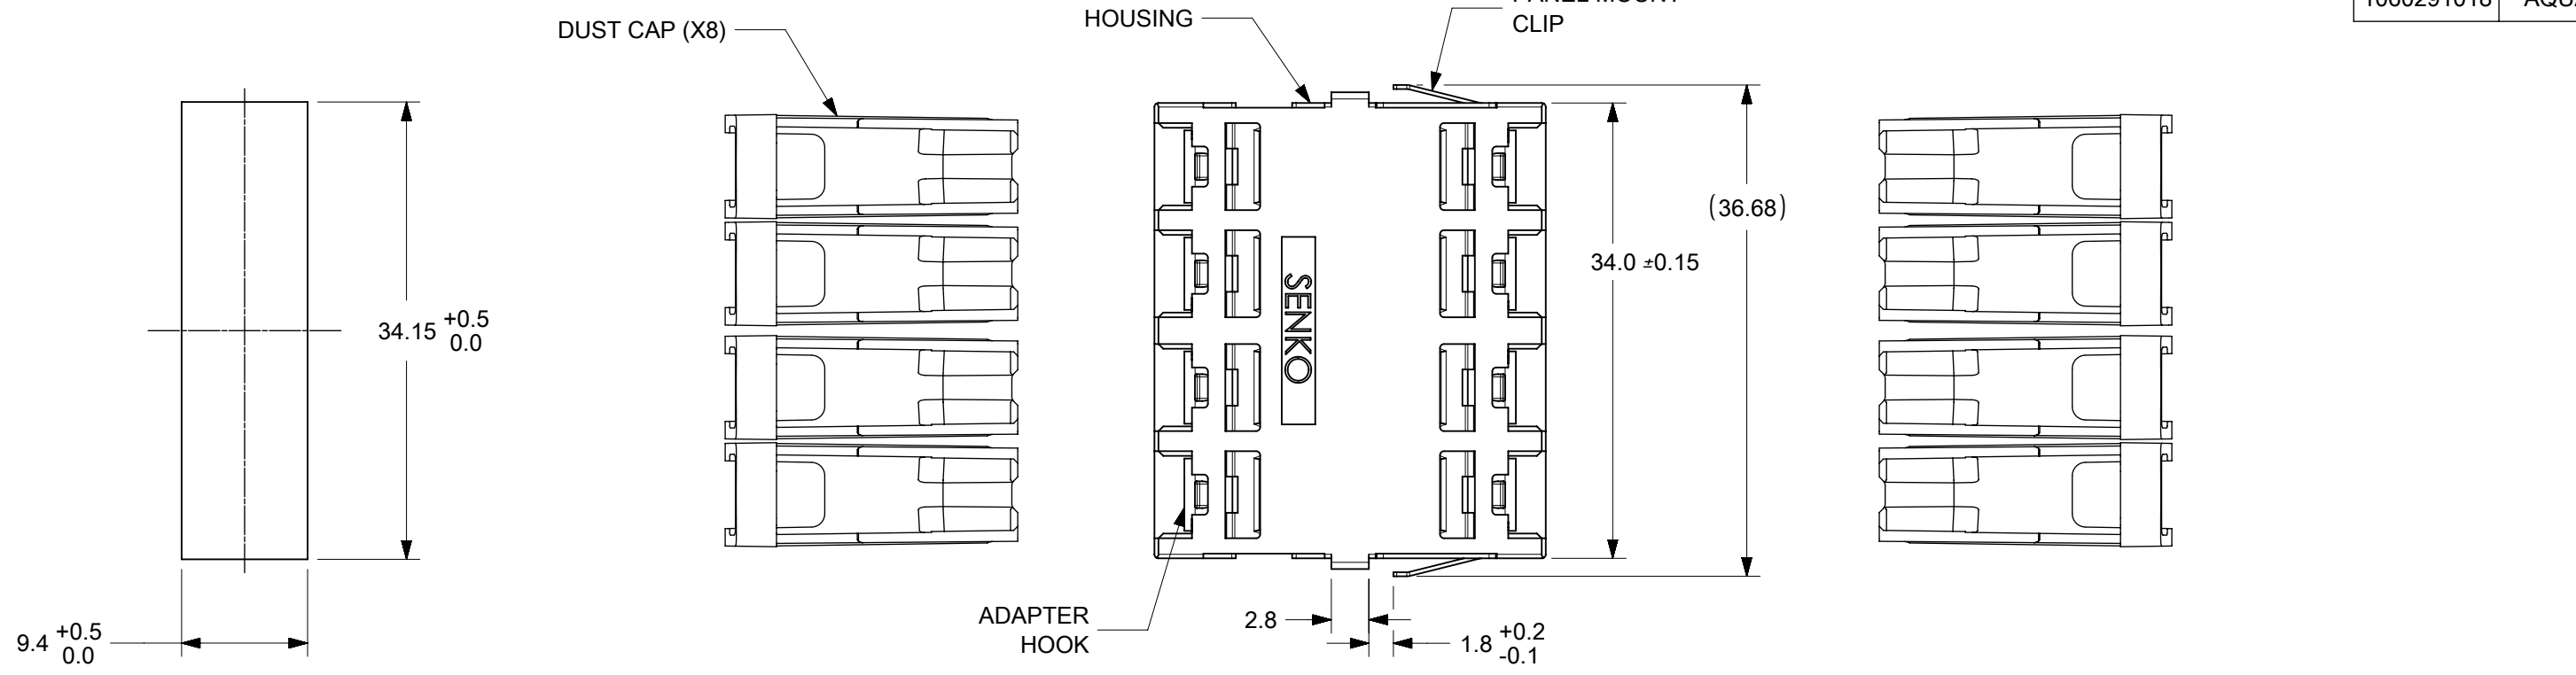 HOUSING
CLIP
DUST CAP (X8)
(36.68)
34.0 ±0.15
SENKO
34.15 +0.5
0.0
ADAPTER
HOOK
2.8
1.8 +0.2
-0.1
9.4 +0.5
0.0